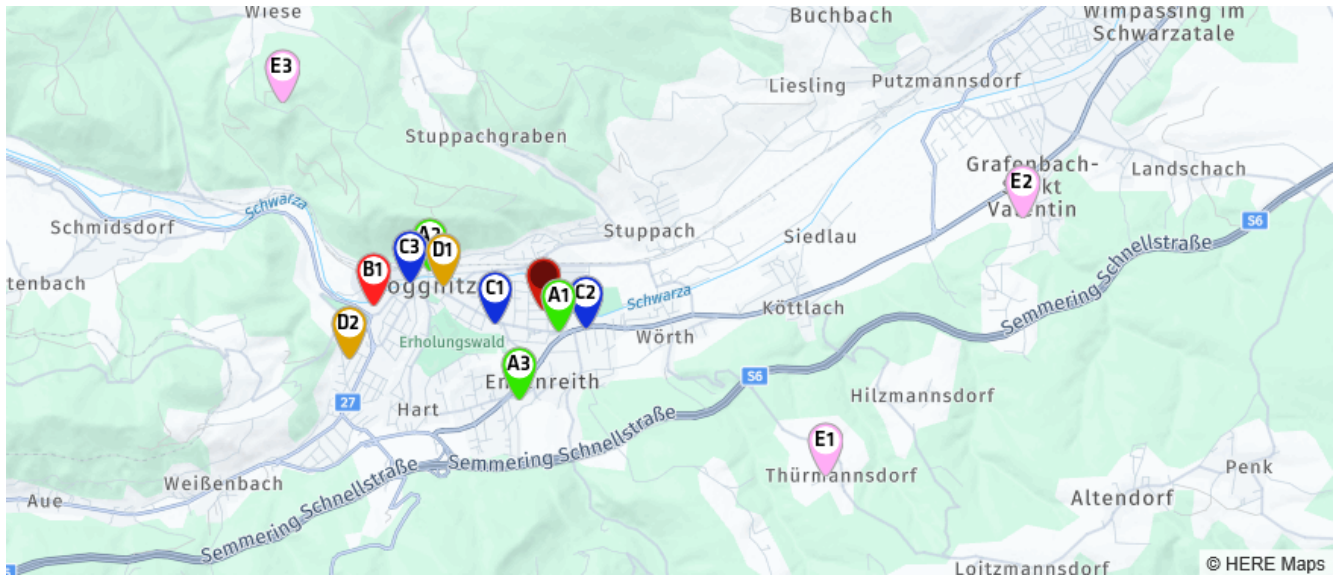 Wiese
Buchbach
Wimpassing im
Schwarzatale
E3
Liesling
Putzmannsdorf
Stuppachgraben
Grafenbach-
Landschach
E2
Schwarza
Schmidsdorf
Stuppach
Siedlau
S6
Semmering Schnellstraße
C3
D1
B1
C1
A1
C2
Schwarza
tenbach
Köttlach
D2
Erholungswald
Wörth
A3
S6
27
Hart
Hilzmannsdorf
E1
Semmering Schnellstraße
Thürmannsdorf
Weißenbach
Penk
Aue
Altendorf
Semmering Schnellstraße
Loitzmannsdorf
© HERE Maps